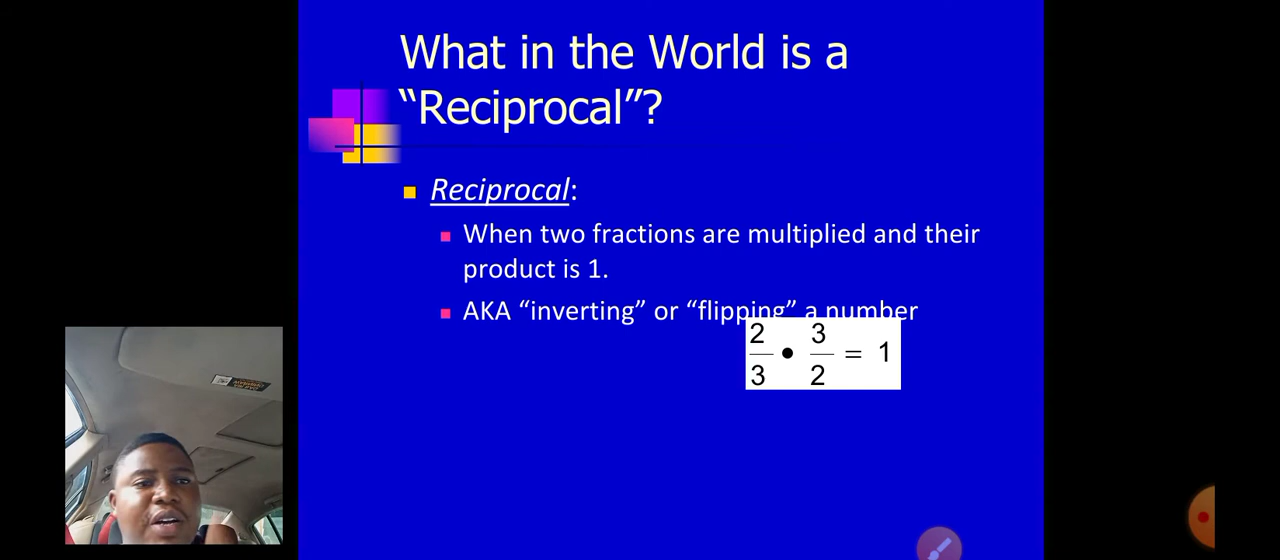 What in the World is a
“Reciprocal”?
Reciprocal:
When two fractions are multiplied and their
product is 1.
AKA “inverting” or “flipping” a number
2/3 • 3/2 = 1